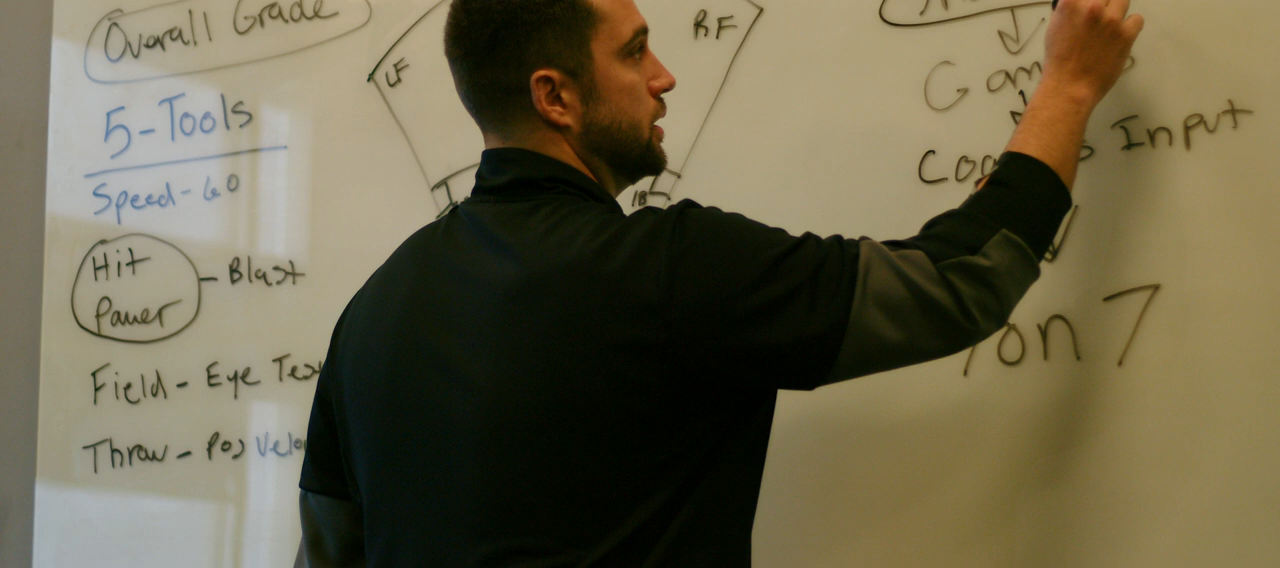 Overall Grade
5-Tools
Speed-60
Hit
Power
- Blast
Field - Eye
Throw - Pos Velo
LF
RF
1B
Input
on 7